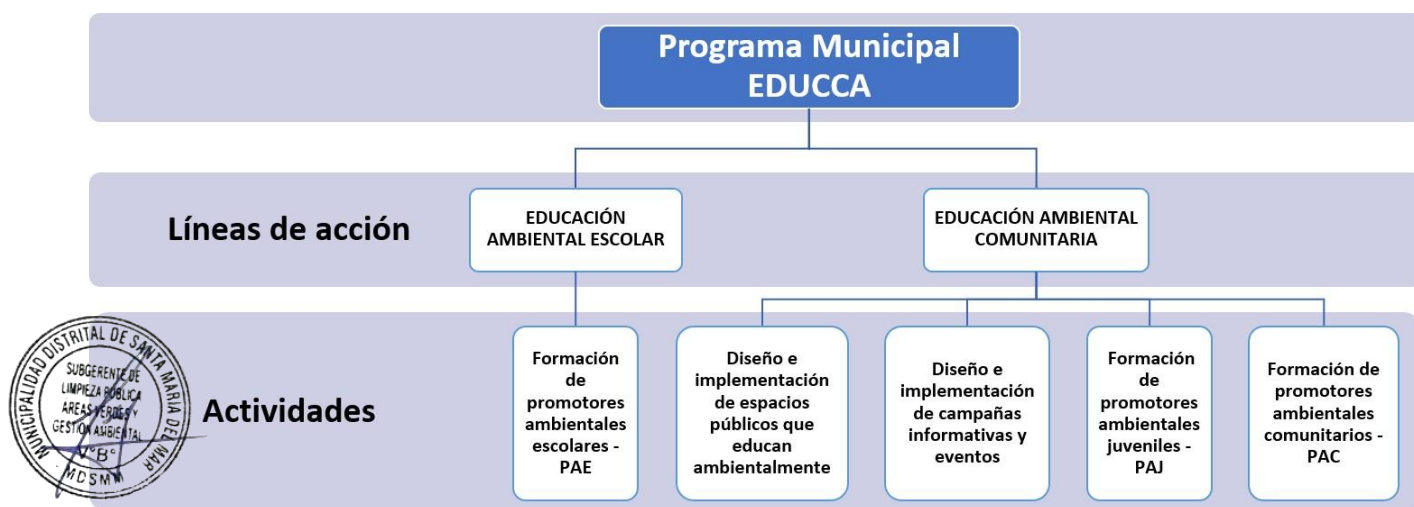 Programa Municipal
EDUCCA
Líneas de acción
EDUCACIÓN
AMBIENTAL ESCOLAR
EDUCACIÓN AMBIENTAL
COMUNITARIA
Actividades
Formación
de
promotores
ambientales
escolares -
PAE
Diseño e
implementación
de espacios
públicos que
educan
ambientalmente
Diseño e
implementación
de campañas
informativas y
eventos
Formación
de
promotores
ambientales
juveniles -
PAJ
Formación de
promotores
ambientales
comunitarios -
PAC
MUNICIPALIDAD DISTRITAL DE SANTA MARIA DEL MAR
SUBGERENTE DE
LIMPIEZA PÚBLICA
AREAS VERDES Y
GESTIÓN AMBIENTAL
V°B°
MDSMM